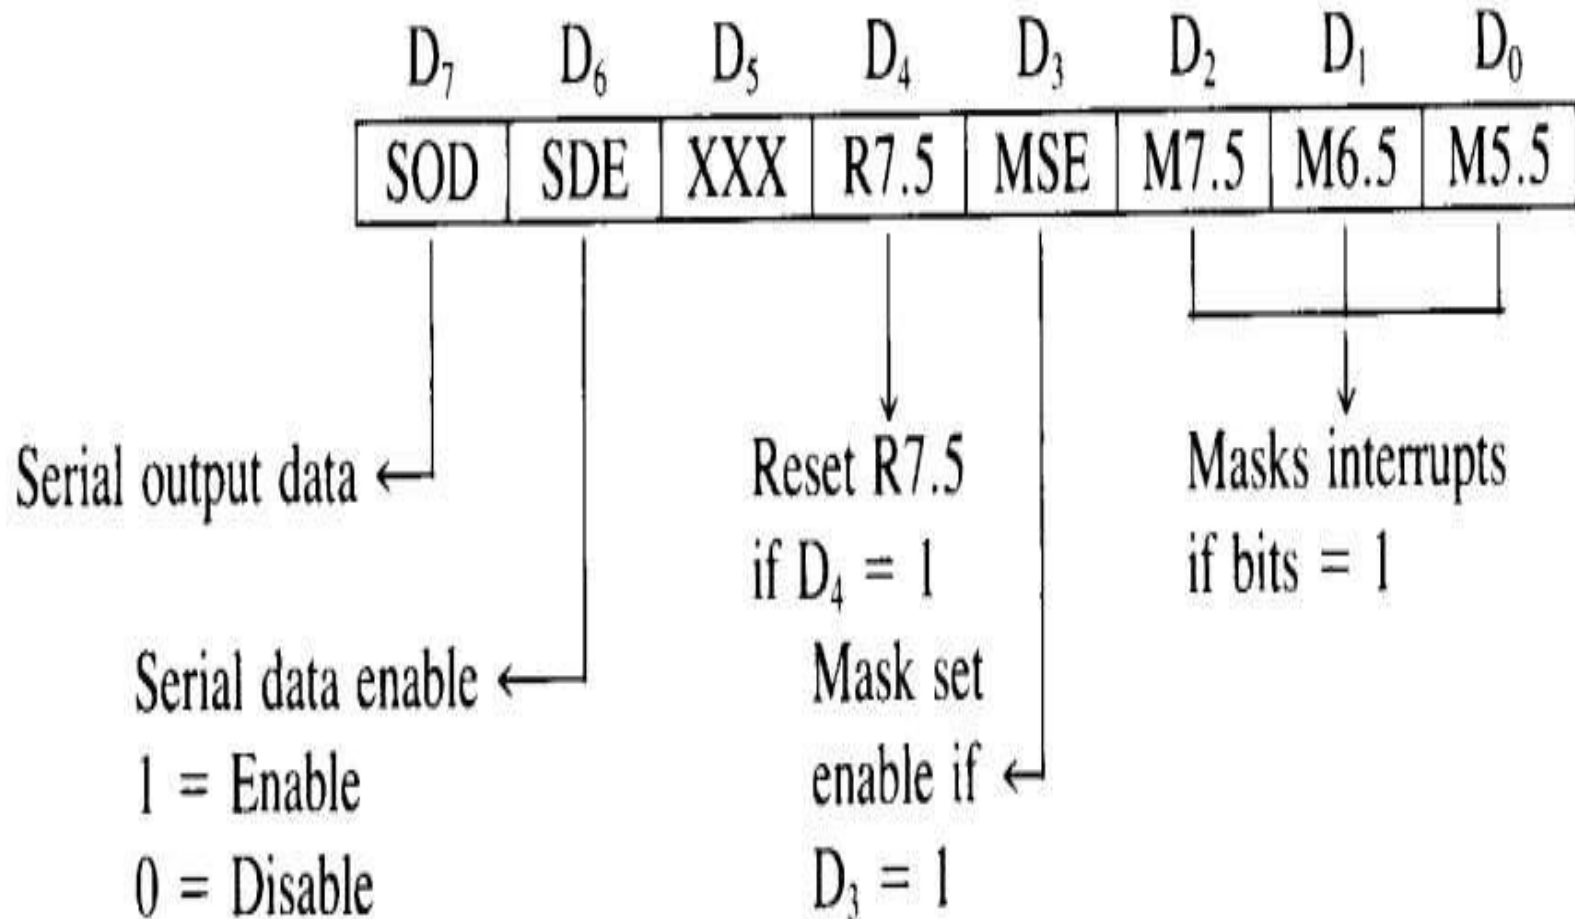 D₇ D₆ D₅ D₄ D₃ D₂ D₁ D₀
SOD SDE XXX R7.5 MSE M7.5 M6.5 M5.5
Serial output data
Reset R7.5
if D₄ = 1
Masks interrupts
if bits = 1
Serial data enable
1 = Enable
0 = Disable
Mask set
enable if
D₃ = 1